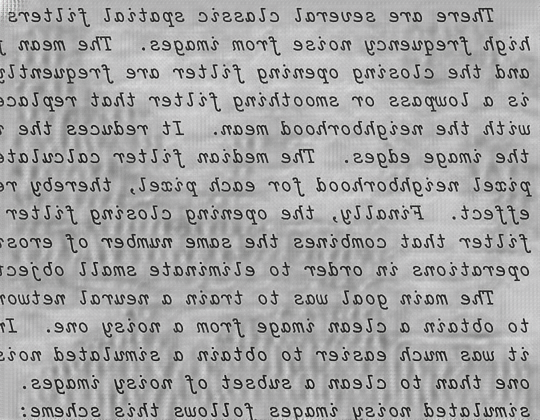 There are several classic spatial filters
high frequency noise from images. The mean
and the closing opening filter are frequently
is a lowpass or smoothing filter that replace
with the neighborhood mean. It reduces the
the image edges. The median filter calculate
pixel neighborhood for each pixel, thereby re
effect. Finally, the opening closing filter
filter that combines the same number of eros
operations in order to eliminate small object
The main goal was to train a neural networ
to obtain a clean image from a noisy one. In
it was much easier to obtain a simulated nois
one than to clean a subset of noisy images.
simulated noisy images follows this scheme: